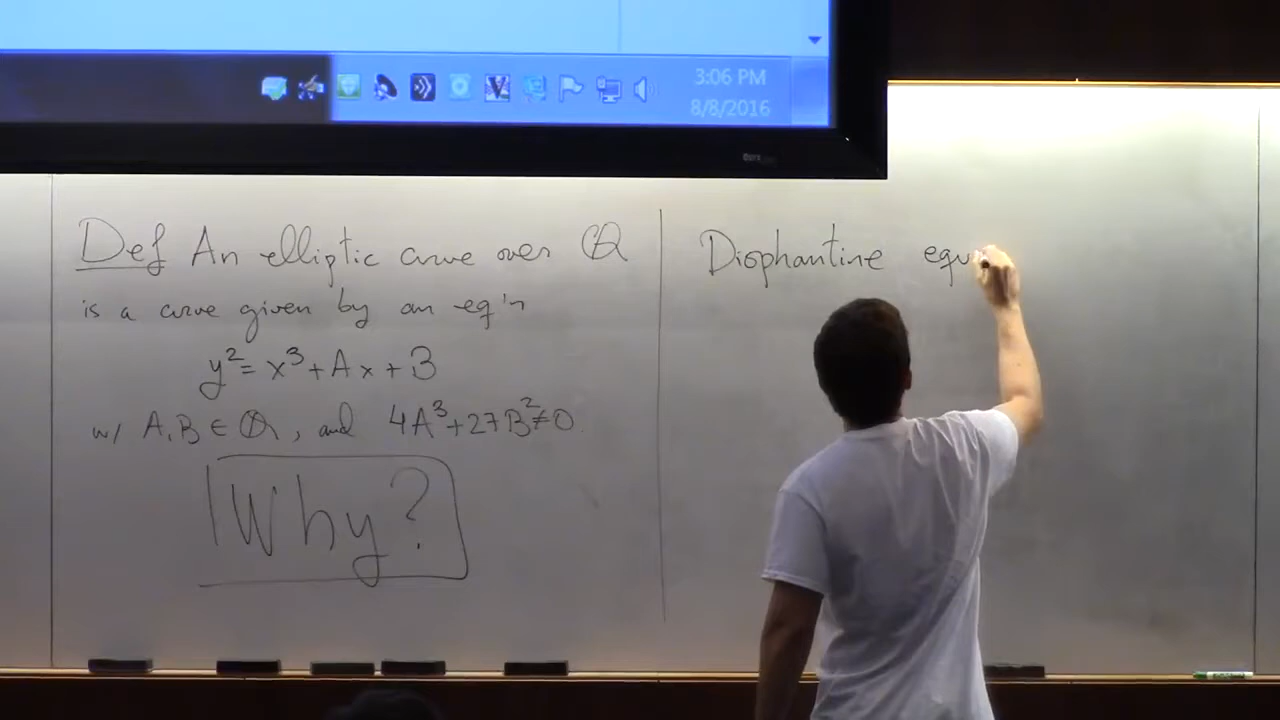 3:06 PM
8/8/2016
Def An elliptic curve over ℚ
is a curve given by an eq'n
y² = x³ + Ax + B
w/ A, B ∈ ℚ, and 4A³ + 27B² ≠ 0.
Why?
Diophantine equ